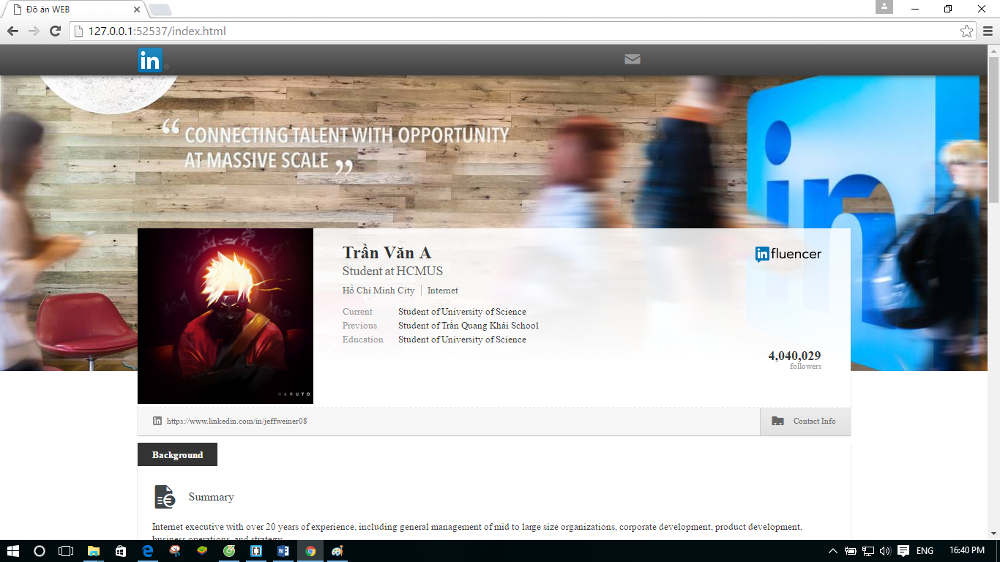 Đồ án WEB
127.0.0.1:52537/index.html
in
“ CONNECTING TALENT WITH OPPORTUNITY
AT MASSIVE SCALE ”
in
Trần Văn A
influencer
Student at HCMUS
Hồ Chí Minh City | Internet
Current Student of University of Science
Previous Student of Trần Quang Khải School
Education Student of University of Science
4,040,029
followers
NARUTO
in https://www.linkedin.com/in/jeffweiner08
Contact Info
Background
Summary
Internet executive with over 20 years of experience, including general management of mid to large size organizations, corporate development, product development,
business operations, and strategy.
ENG 16:40 PM